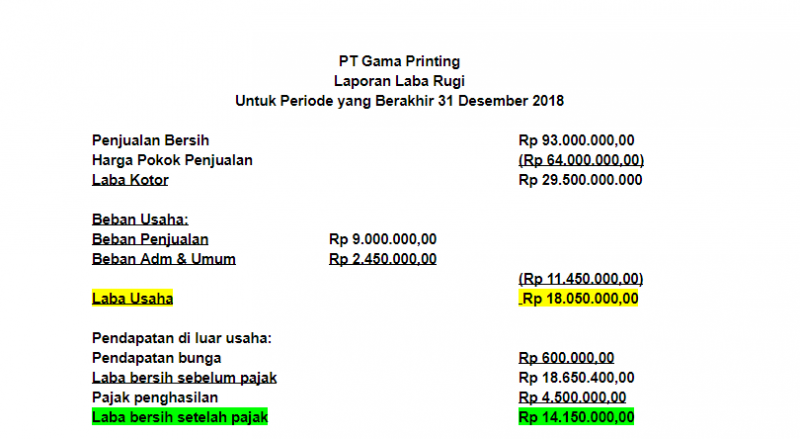 PT Gama Printing
Laporan Laba Rugi
Untuk Periode yang Berakhir 31 Desember 2018
Penjualan Bersih Rp 93.000.000,00
Harga Pokok Penjualan (Rp 64.000.000,00)
Laba Kotor Rp 29.500.000.000
Beban Usaha:
Beban Penjualan Rp 9.000.000,00
Beban Adm & Umum Rp 2.450.000,00
(Rp 11.450.000,00)
Laba Usaha Rp 18.050.000,00
Pendapatan di luar usaha:
Pendapatan bunga Rp 600.000,00
Laba bersih sebelum pajak Rp 18.650.400,00
Pajak penghasilan Rp 4.500.000,00
Laba bersih setelah pajak Rp 14.150.000,00